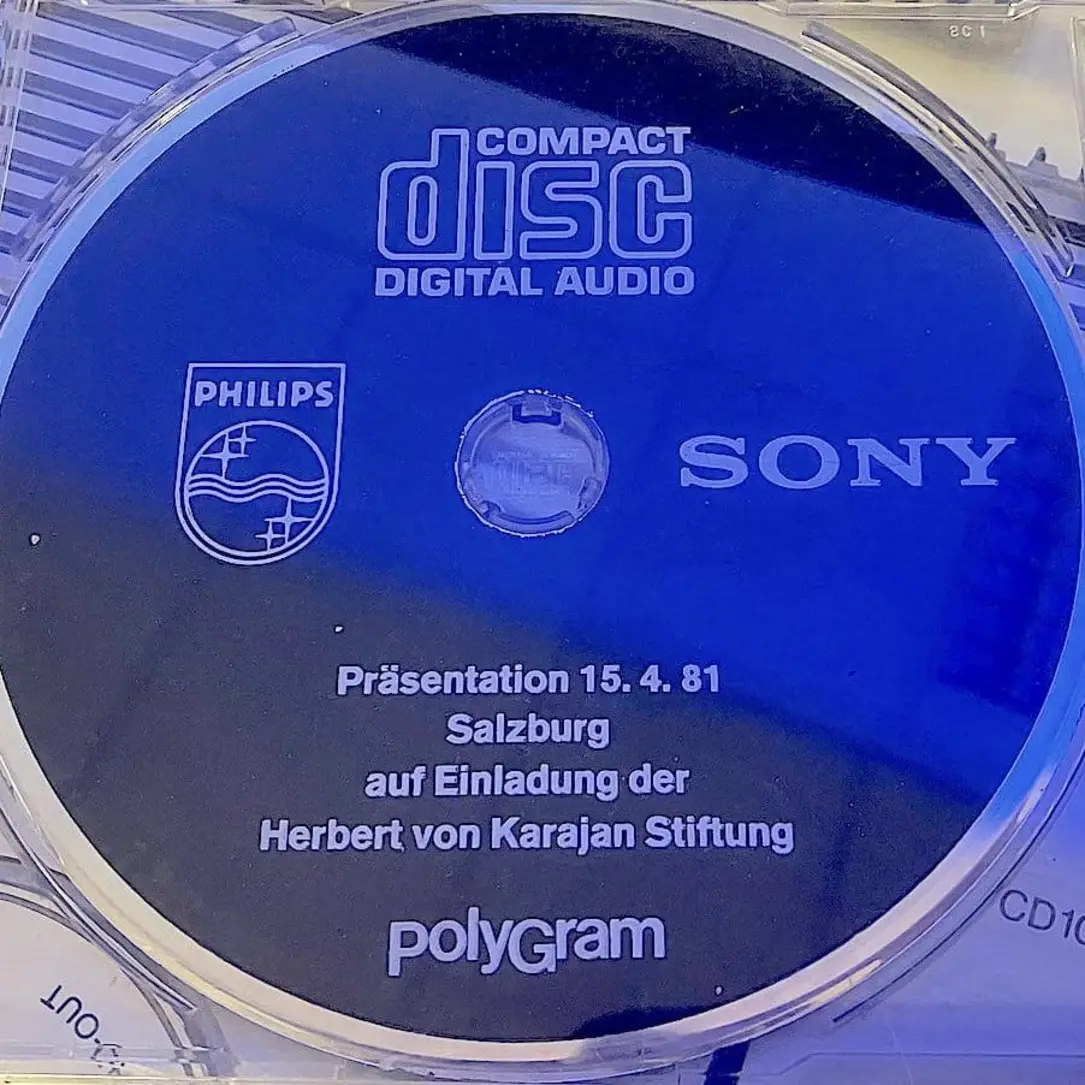 COMPACT
disc
DIGITAL AUDIO
PHILIPS
SONY
Präsentation 15. 4. 81
Salzburg
auf Einladung der
Herbert von Karajan Stiftung
polyGram
CD10
-OUT